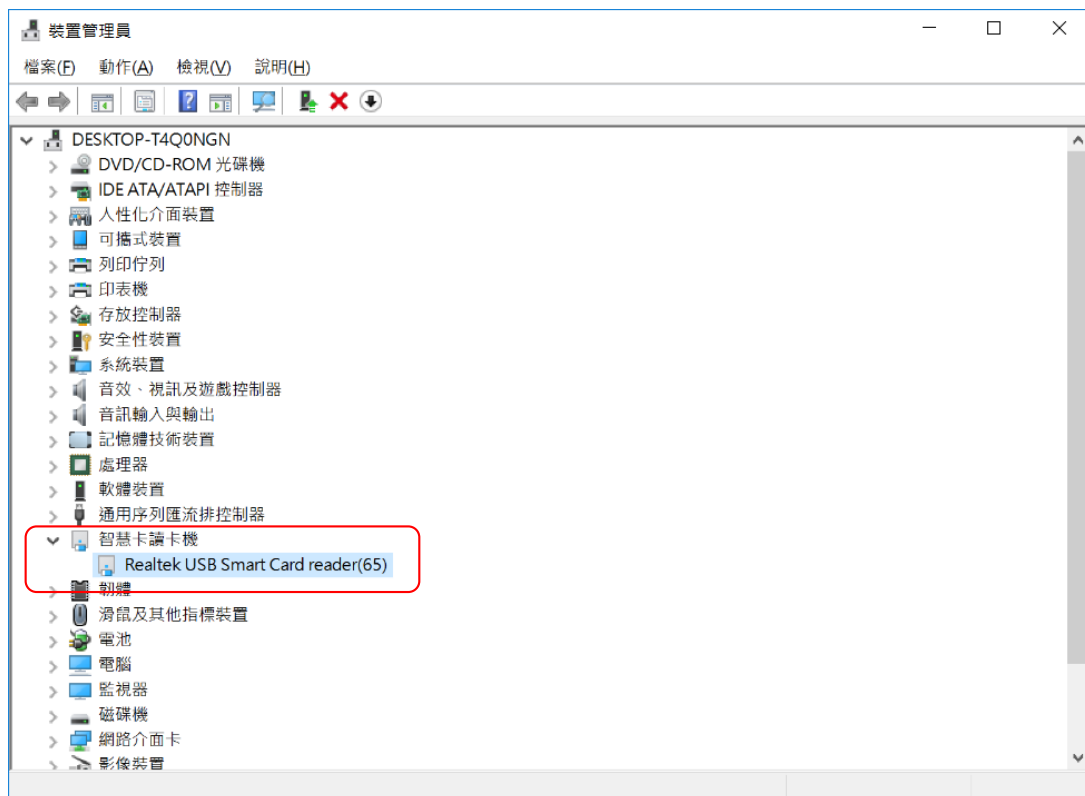 裝置管理員
檔案(F) 動作(A) 檢視(V) 說明(H)
DESKTOP-T4Q0NGN
DVD/CD-ROM 光碟機
IDE ATA/ATAPI 控制器
人性化介面裝置
可攜式裝置
列印佇列
印表機
存放控制器
安全性裝置
系統裝置
音效、視訊及遊戲控制器
音訊輸入與輸出
記憶體技術裝置
處理器
軟體裝置
通用序列匯流排控制器
智慧卡讀卡機
Realtek USB Smart Card reader(65)
韌體
滑鼠及其他指標裝置
電池
電腦
監視器
磁碟機
網路介面卡
影像裝置